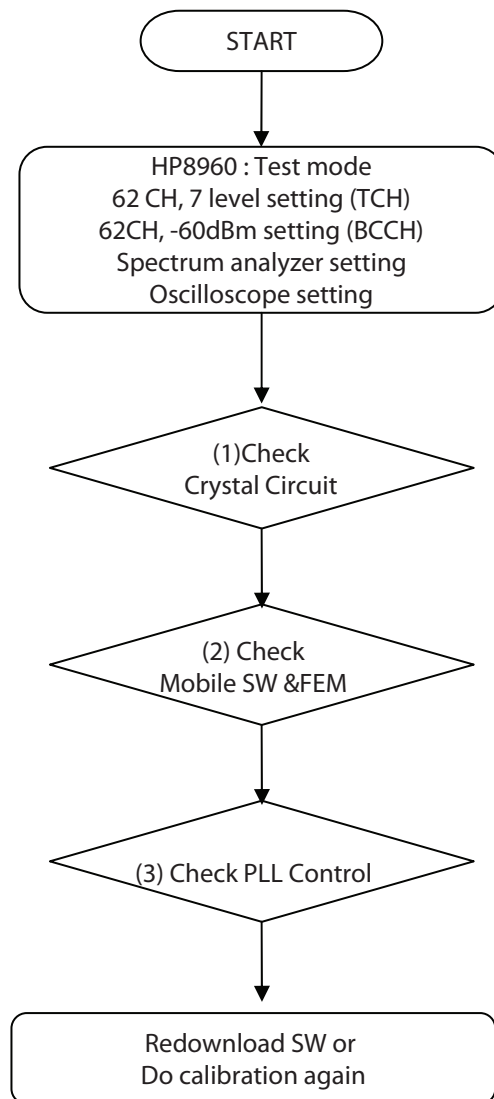 START
HP8960 : Test mode
62 CH, 7 level setting (TCH)
62CH, -60dBm setting (BCCH)
Spectrum analyzer setting
Oscilloscope setting
(1)Check
Crystal Circuit
(2) Check
Mobile SW &FEM
(3) Check PLL Control
Redownload SW or
Do calibration again